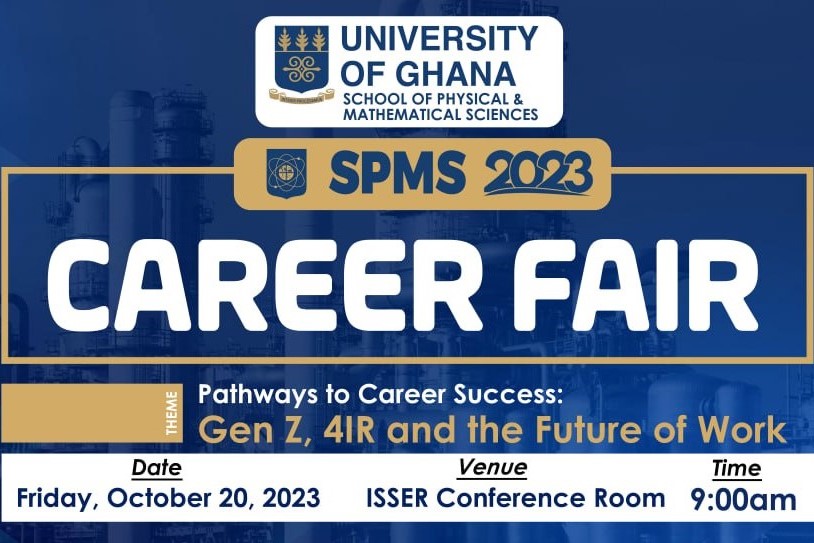 UNIVERSITY
OF GHANA
SCHOOL OF PHYSICAL &
MATHEMATICAL SCIENCES
SPMS 2023
CAREER FAIR
THEME
Pathways to Career Success:
Gen Z, 4IR and the Future of Work
Date
Friday, October 20, 2023
Venue
ISSER Conference Room
Time
9:00am